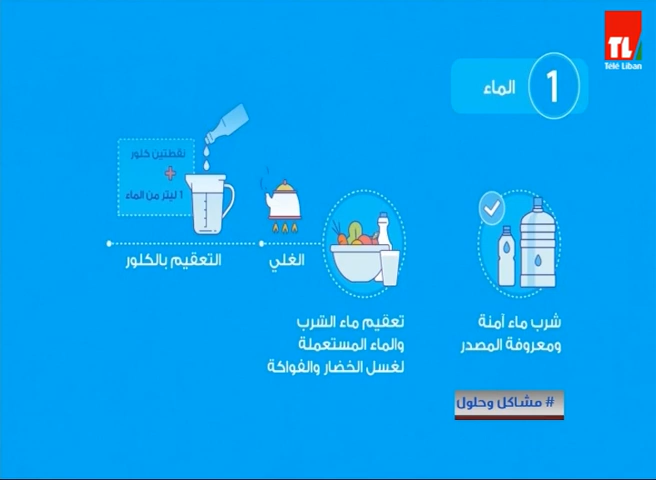 TL
Télé Liban
1
الماء
شرب ماء آمنة
ومعروفة المصدر
تعقيم ماء الشرب
والماء المستعملة
لغسل الخضار والفواكة
الغلي
التعقيم بالكلور
نقطتين كلور
+
1 ليتر من الماء
# مشاكل وحلول